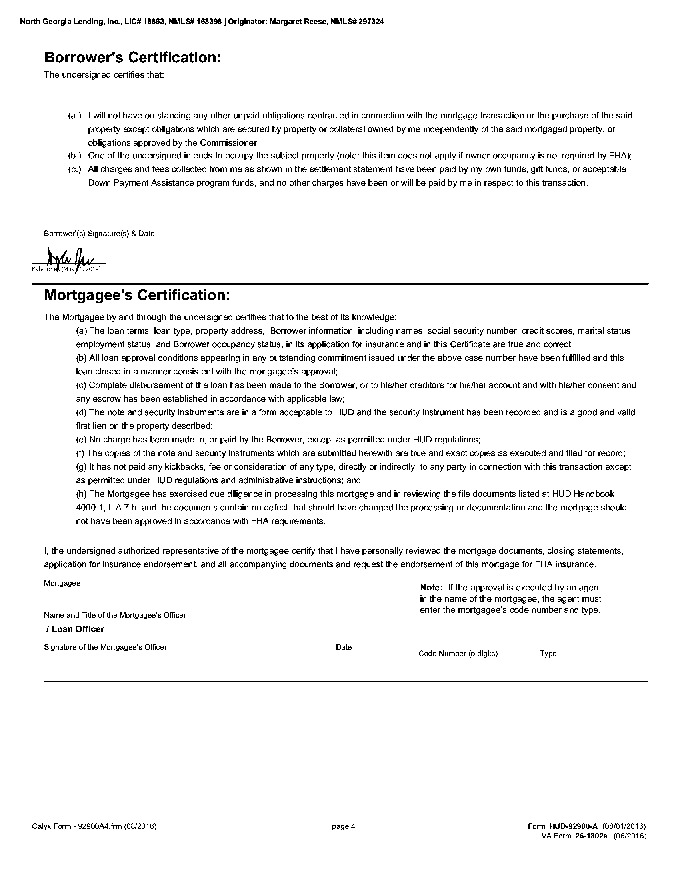 North Georgia Lending, Inc., LIC# 18883, NMLS# 168396 | Originator: Margaret Reese, NMLS# 297324
Borrower's Certification:
The undersigned certifies that:
(a.) I will not have outstanding any other unpaid obligations contracted in connection with the mortgage transaction or the purchase of the said
property except obligations which are secured by property or collateral owned by me independently of the said mortgaged property, or
obligations approved by the Commissioner
(b.) One of the undersigned intends to occupy the subject property (note: this item does not apply if owner occupancy is not required by FHA);
(c.) All charges and fees collected from me as shown in the settlement statement have been paid by my own funds, gift funds, or acceptable
Down Payment Assistance program funds, and no other charges have been or will be paid by me in respect to this transaction.
Borrower'(s) Signature(s) & Date
Mortgagee's Certification:
The Mortgagee by and through the undersigned certifies that to the best of its knowledge:
(a) The loan terms, loan type, property address, Borrower information, including names, social security number, credit scores, marital status
employment status, and Borrower occupancy status, in its application for insurance and in this Certificate are true and correct
(b) All loan approval conditions appearing in any outstanding commitment issued under the above case number have been fulfilled and this
loan closed in a manner consistent with the mortgagee's approval;
(c) Complete disbursement of the loan has been made to the Borrower, or to his/her creditors for his/her account and with his/her consent and
any escrow has been established in accordance with applicable law;
(d) The note and security instruments are in a form acceptable to HUD and the security instrument has been recorded and is a good and valid
first lien on the property described;
(e) No charge has been made to, or paid by the Borrower, except as permitted under HUD regulations;
(f) The copies of the note and security instruments which are submitted herewith are true and exact copies as executed and filed for record;
(g) It has not paid any kickbacks, fee or consideration of any type, directly or indirectly, to any party in connection with this transaction except
as permitted under HUD regulations and administrative instructions; and
(h) The Mortgagee has exercised due diligence in processing this mortgage and in reviewing the file documents listed at HUD Handbook
4000.1, II.A.7.b. and the documents contain no defect that should have changed the processing or documentation and the mortgage should
not have been approved in accordance with FHA requirements.
I, the undersigned authorized representative of the mortgagee certify that I have personally reviewed the mortgage documents, closing statements,
application for insurance endorsement, and all accompanying documents and request the endorsement of this mortgage for FHA insurance.
Mortgagee
Note: If the approval is executed by an agent
in the name of the mortgagee, the agent must
enter the mortgagee's code number and type.
Name and Title of the Mortgagee's Officer
/ Loan Officer
Signature of the Mortgagee's Officer Date
Code Number (5 digits) Type
Calyx Form - 92900A4.frm (06/2016) page 4 Form HUD-92900-A (06/01/2016)
VA Form 26-1802a (06/2016)